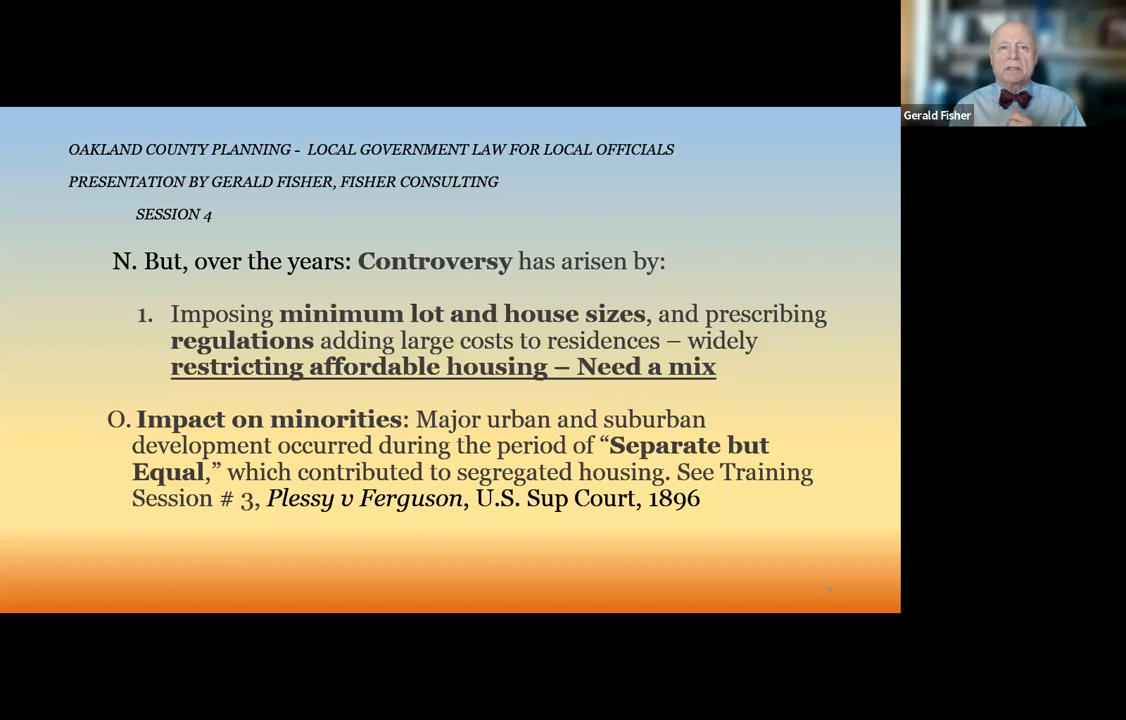 Gerald Fisher
OAKLAND COUNTY PLANNING - LOCAL GOVERNMENT LAW FOR LOCAL OFFICIALS
PRESENTATION BY GERALD FISHER, FISHER CONSULTING
SESSION 4
N. But, over the years: Controversy has arisen by:
1. Imposing minimum lot and house sizes, and prescribing
regulations adding large costs to residences – widely
restricting affordable housing – Need a mix
O. Impact on minorities: Major urban and suburban
development occurred during the period of “Separate but
Equal,” which contributed to segregated housing. See Training
Session # 3, Plessy v Ferguson, U.S. Sup Court, 1896